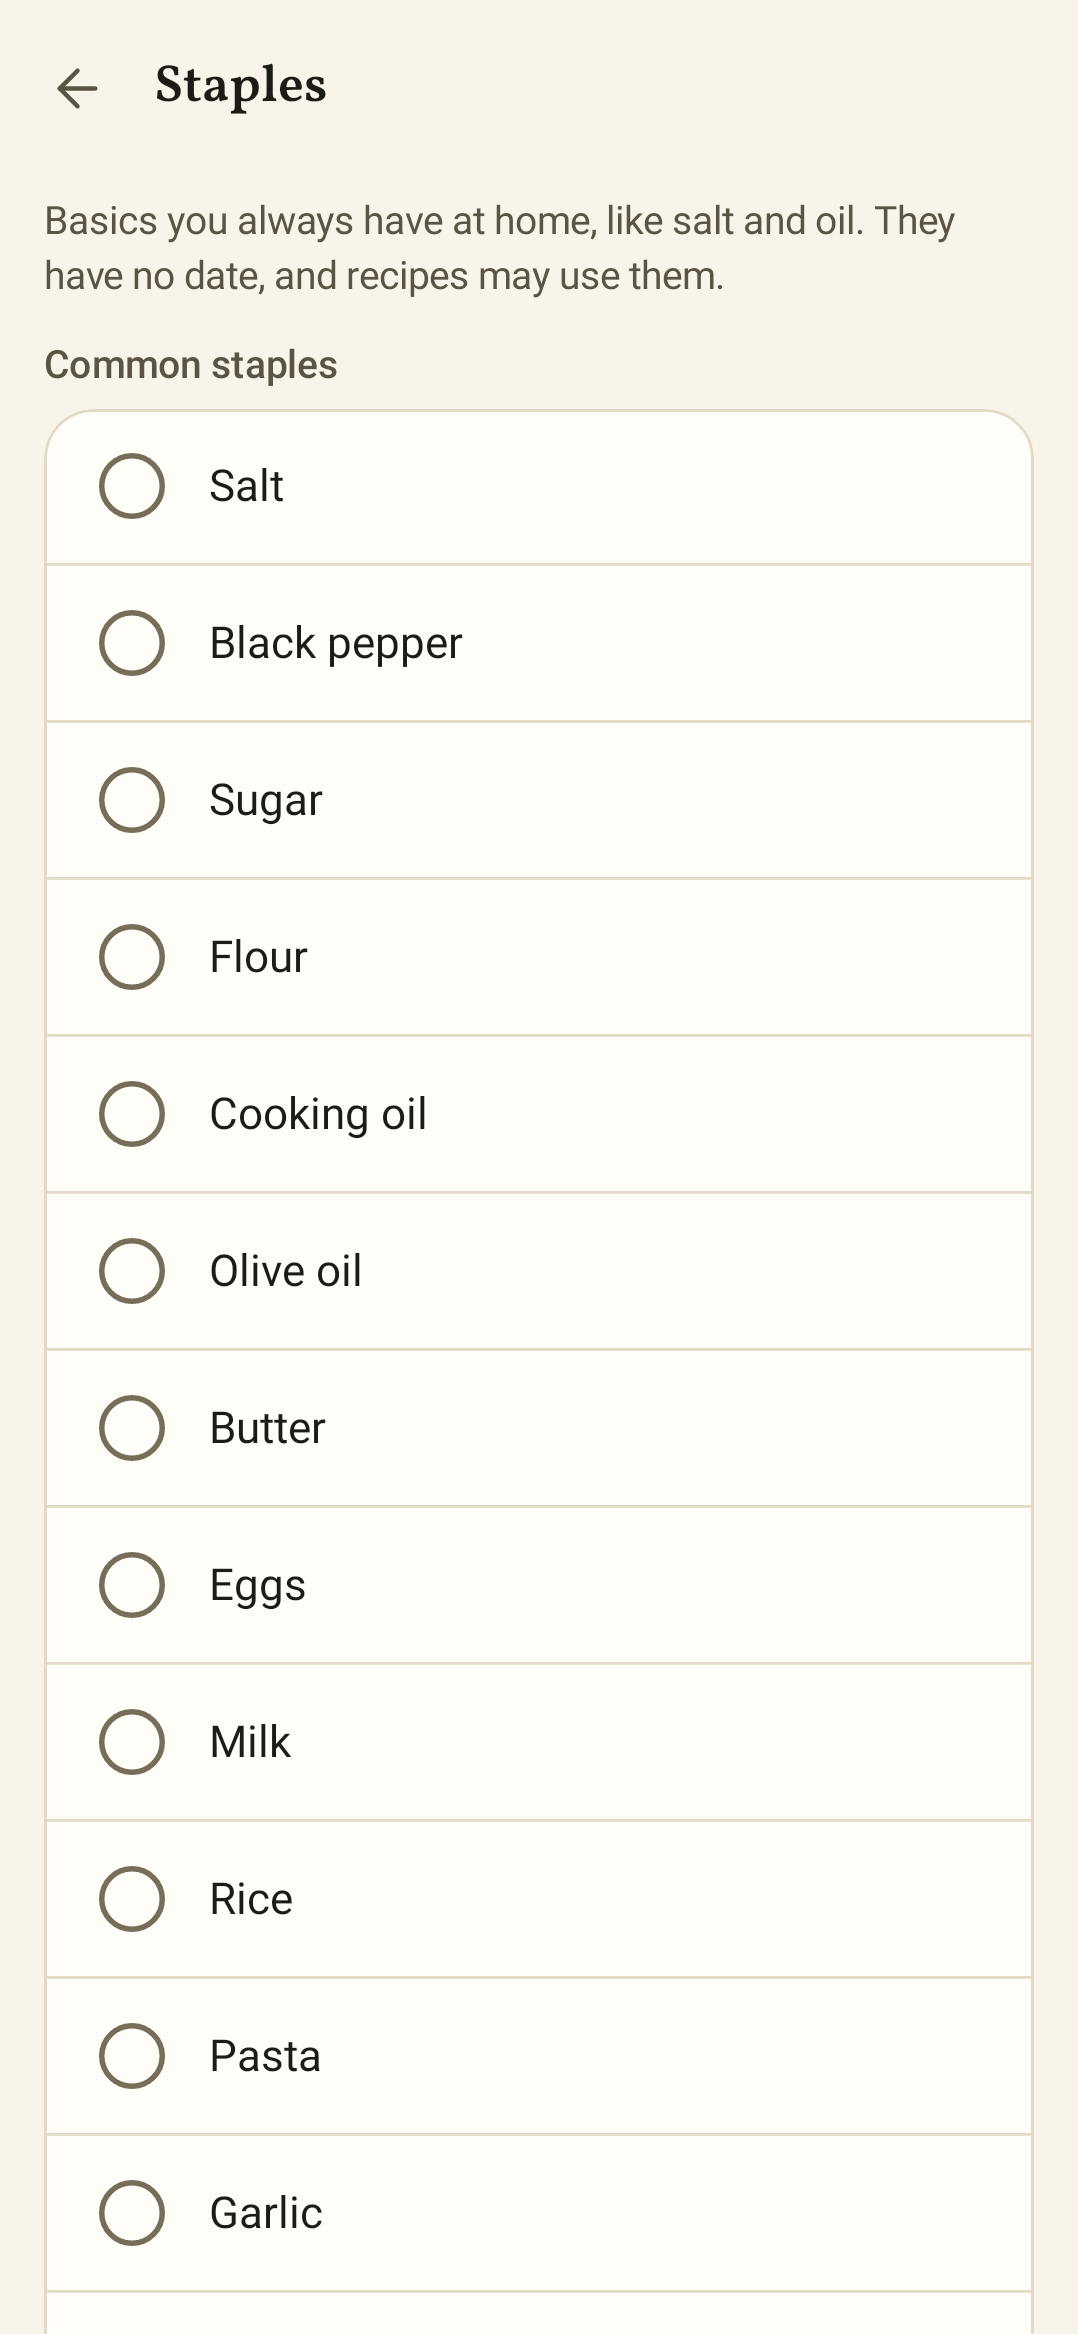 Staples
Basics you always have at home, like salt and oil. They
have no date, and recipes may use them.
Common staples
Salt
Black pepper
Sugar
Flour
Cooking oil
Olive oil
Butter
Eggs
Milk
Rice
Pasta
Garlic